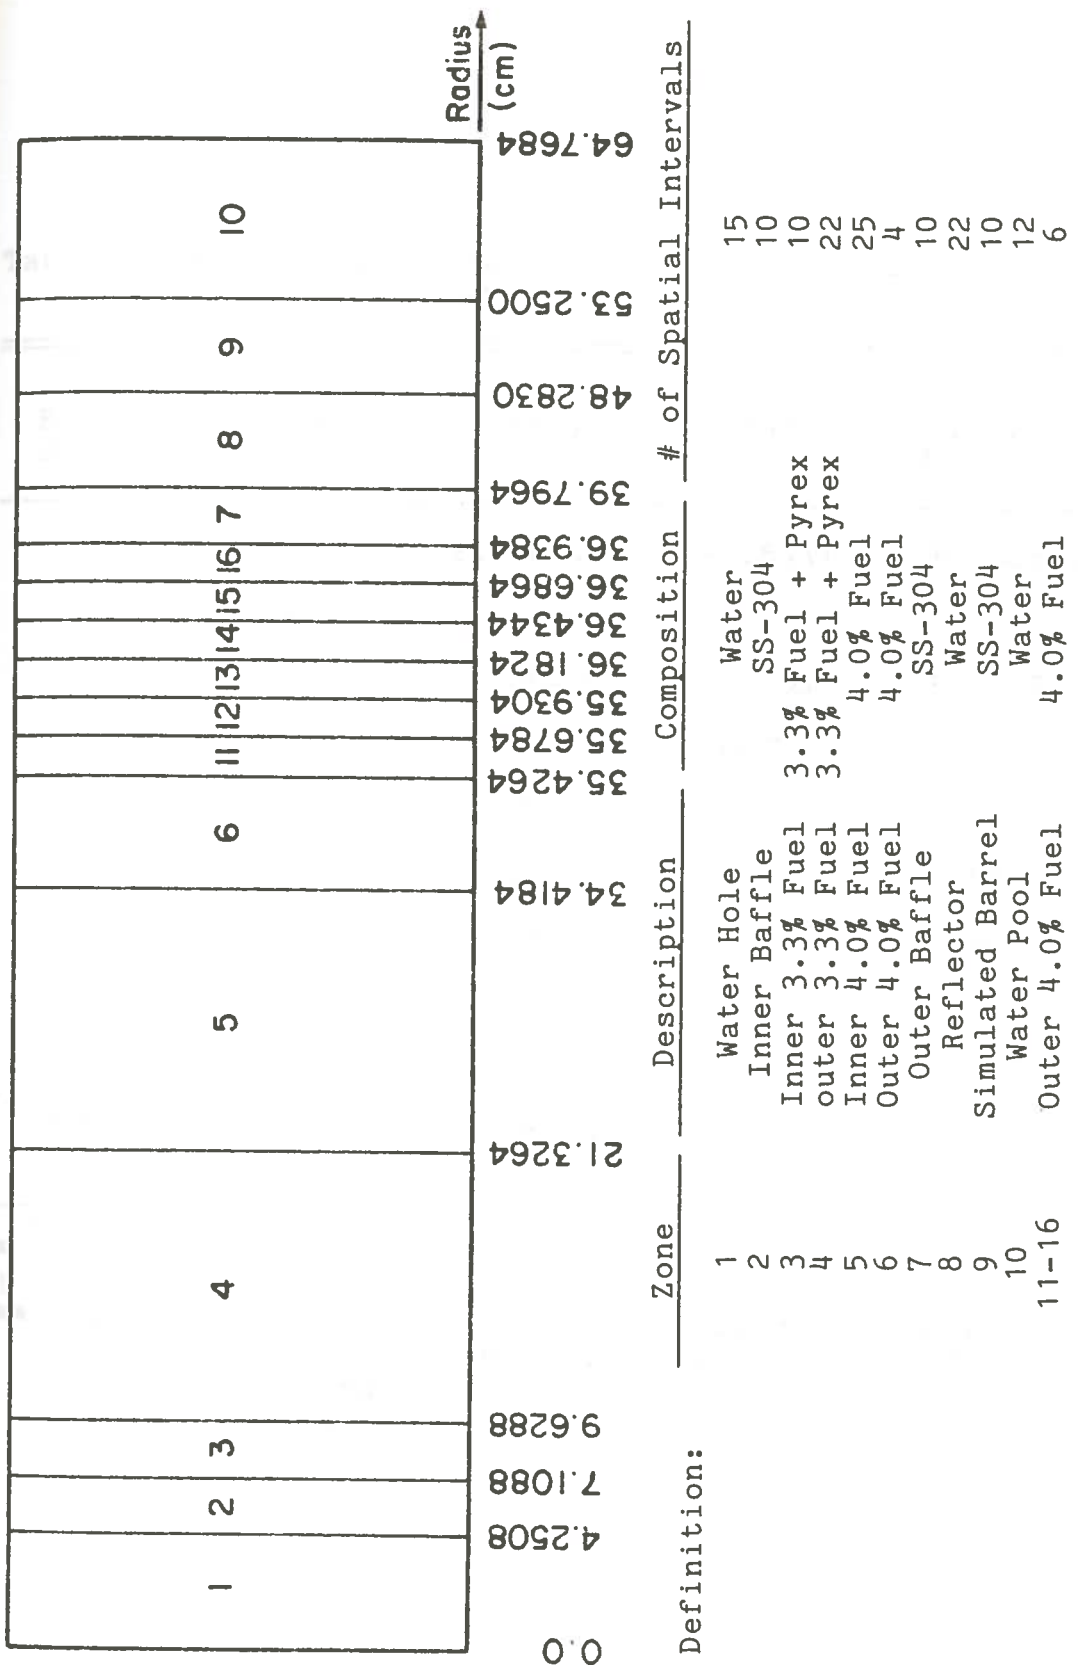 1 2 3 4 5 6 11 12 13 14 15 16 7 8 9 10
Radius
(cm)
0.0 4.2508 7.1088 9.6288 21.3264 34.4184 35.4264 35.6784 35.9304 36.1824 36.4344 36.6864 36.9384 39.7964 48.2830 53.2500 64.7684
Definition:
Zone Description Composition # of Spatial Intervals
1 Water Hole Water 15
2 Inner Baffle SS-304 10
3 Inner 3.3% Fuel 3.3% Fuel + Pyrex 10
4 outer 3.3% Fuel 3.3% Fuel + Pyrex 22
5 Inner 4.0% Fuel 4.0% Fuel 25
6 Outer 4.0% Fuel 4.0% Fuel 4
7 Outer Baffle SS-304 10
8 Reflector Water 22
9 Simulated Barrel SS-304 10
10 Water Pool Water 12
11-16 Outer 4.0% Fuel 4.0% Fuel 6